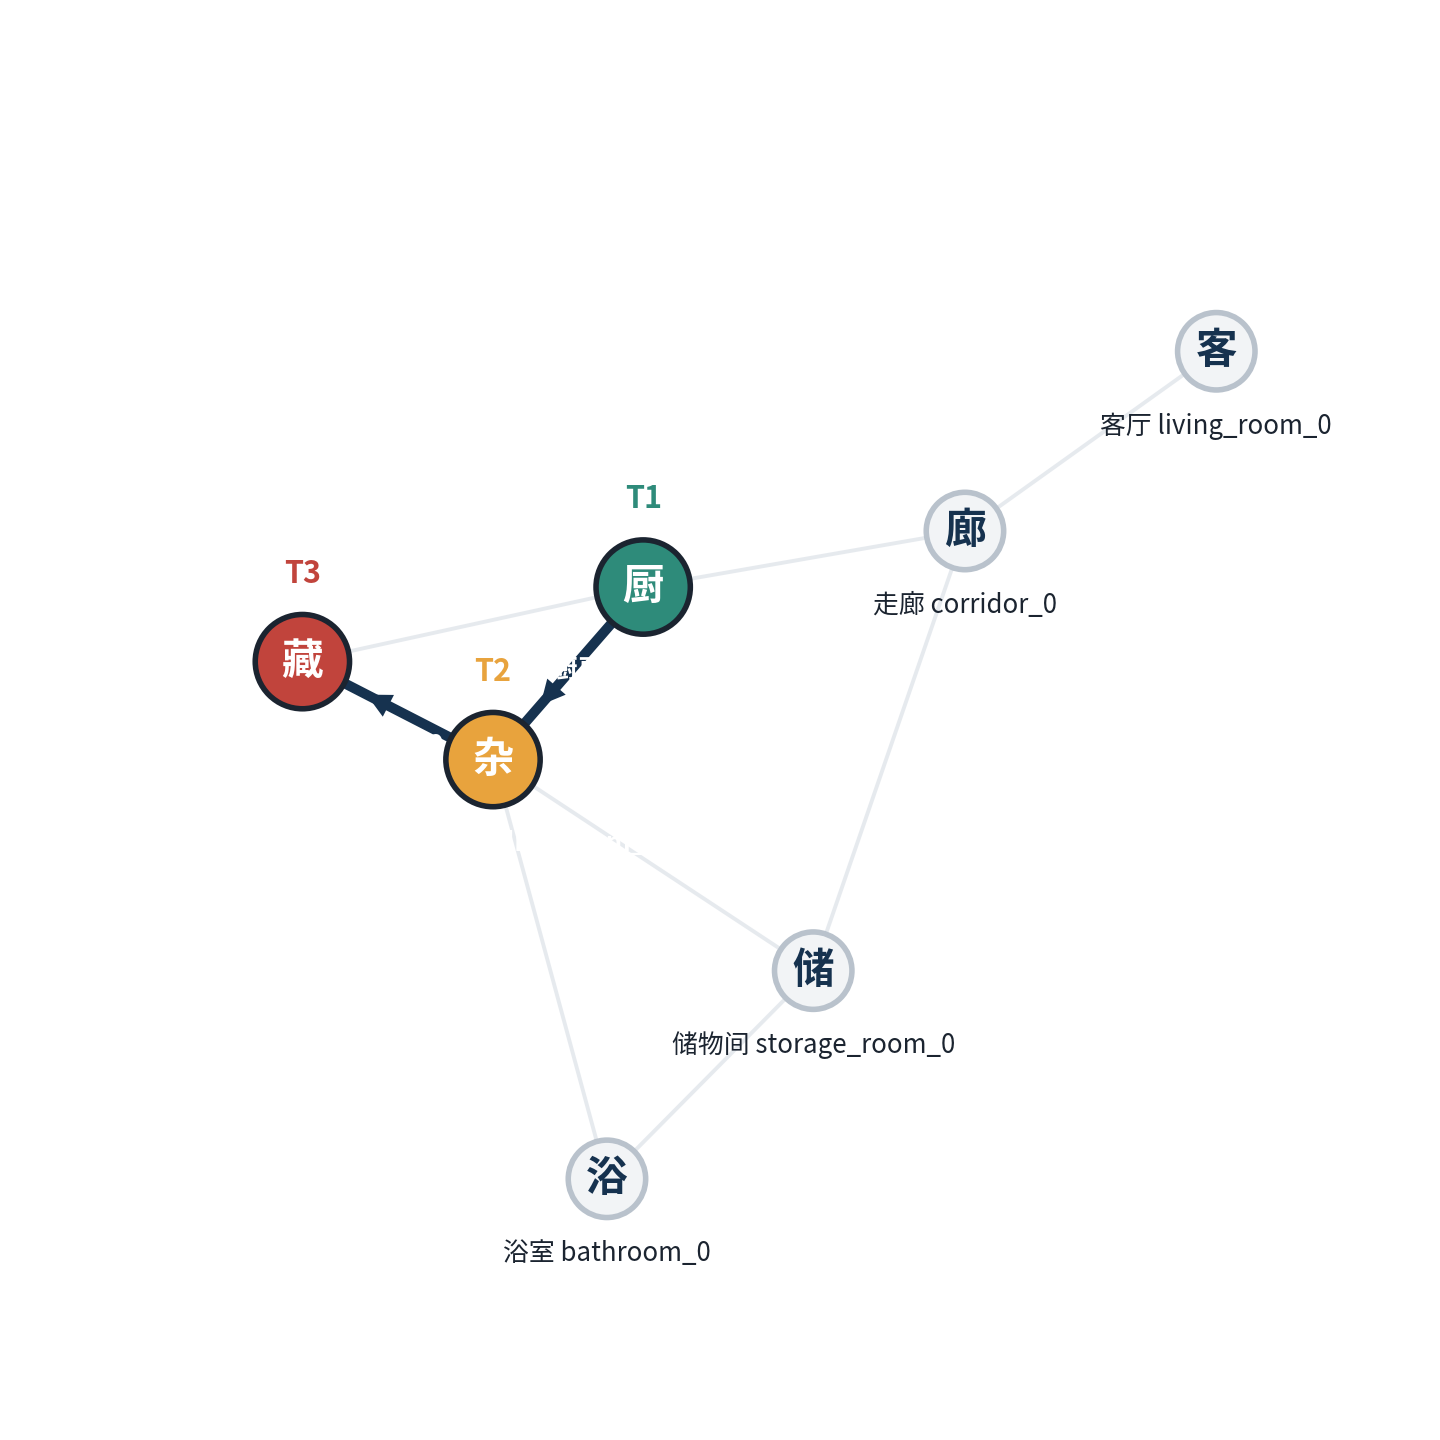 客
客厅 living_room_0
T1
廊
T3
厨
走廊 corridor_0
藏
T2
杂
储
储物间 storage_room_0
浴
浴室 bathroom_0